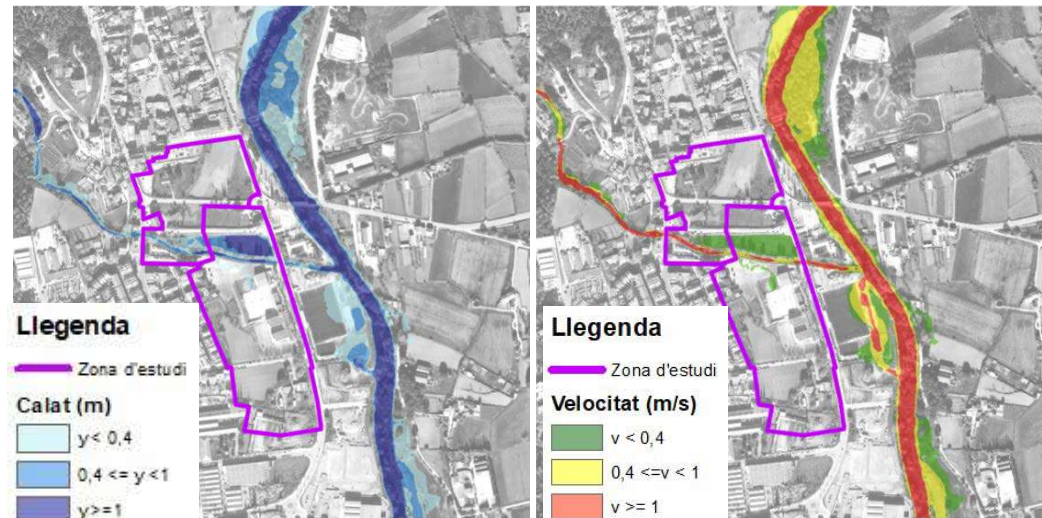 Llegenda
Zona d'estudi
Calat (m)
y< 0,4
0,4 <= y <1
y>=1
Llegenda
Zona d'estudi
Velocitat (m/s)
v < 0,4
0,4 <=v < 1
v >= 1